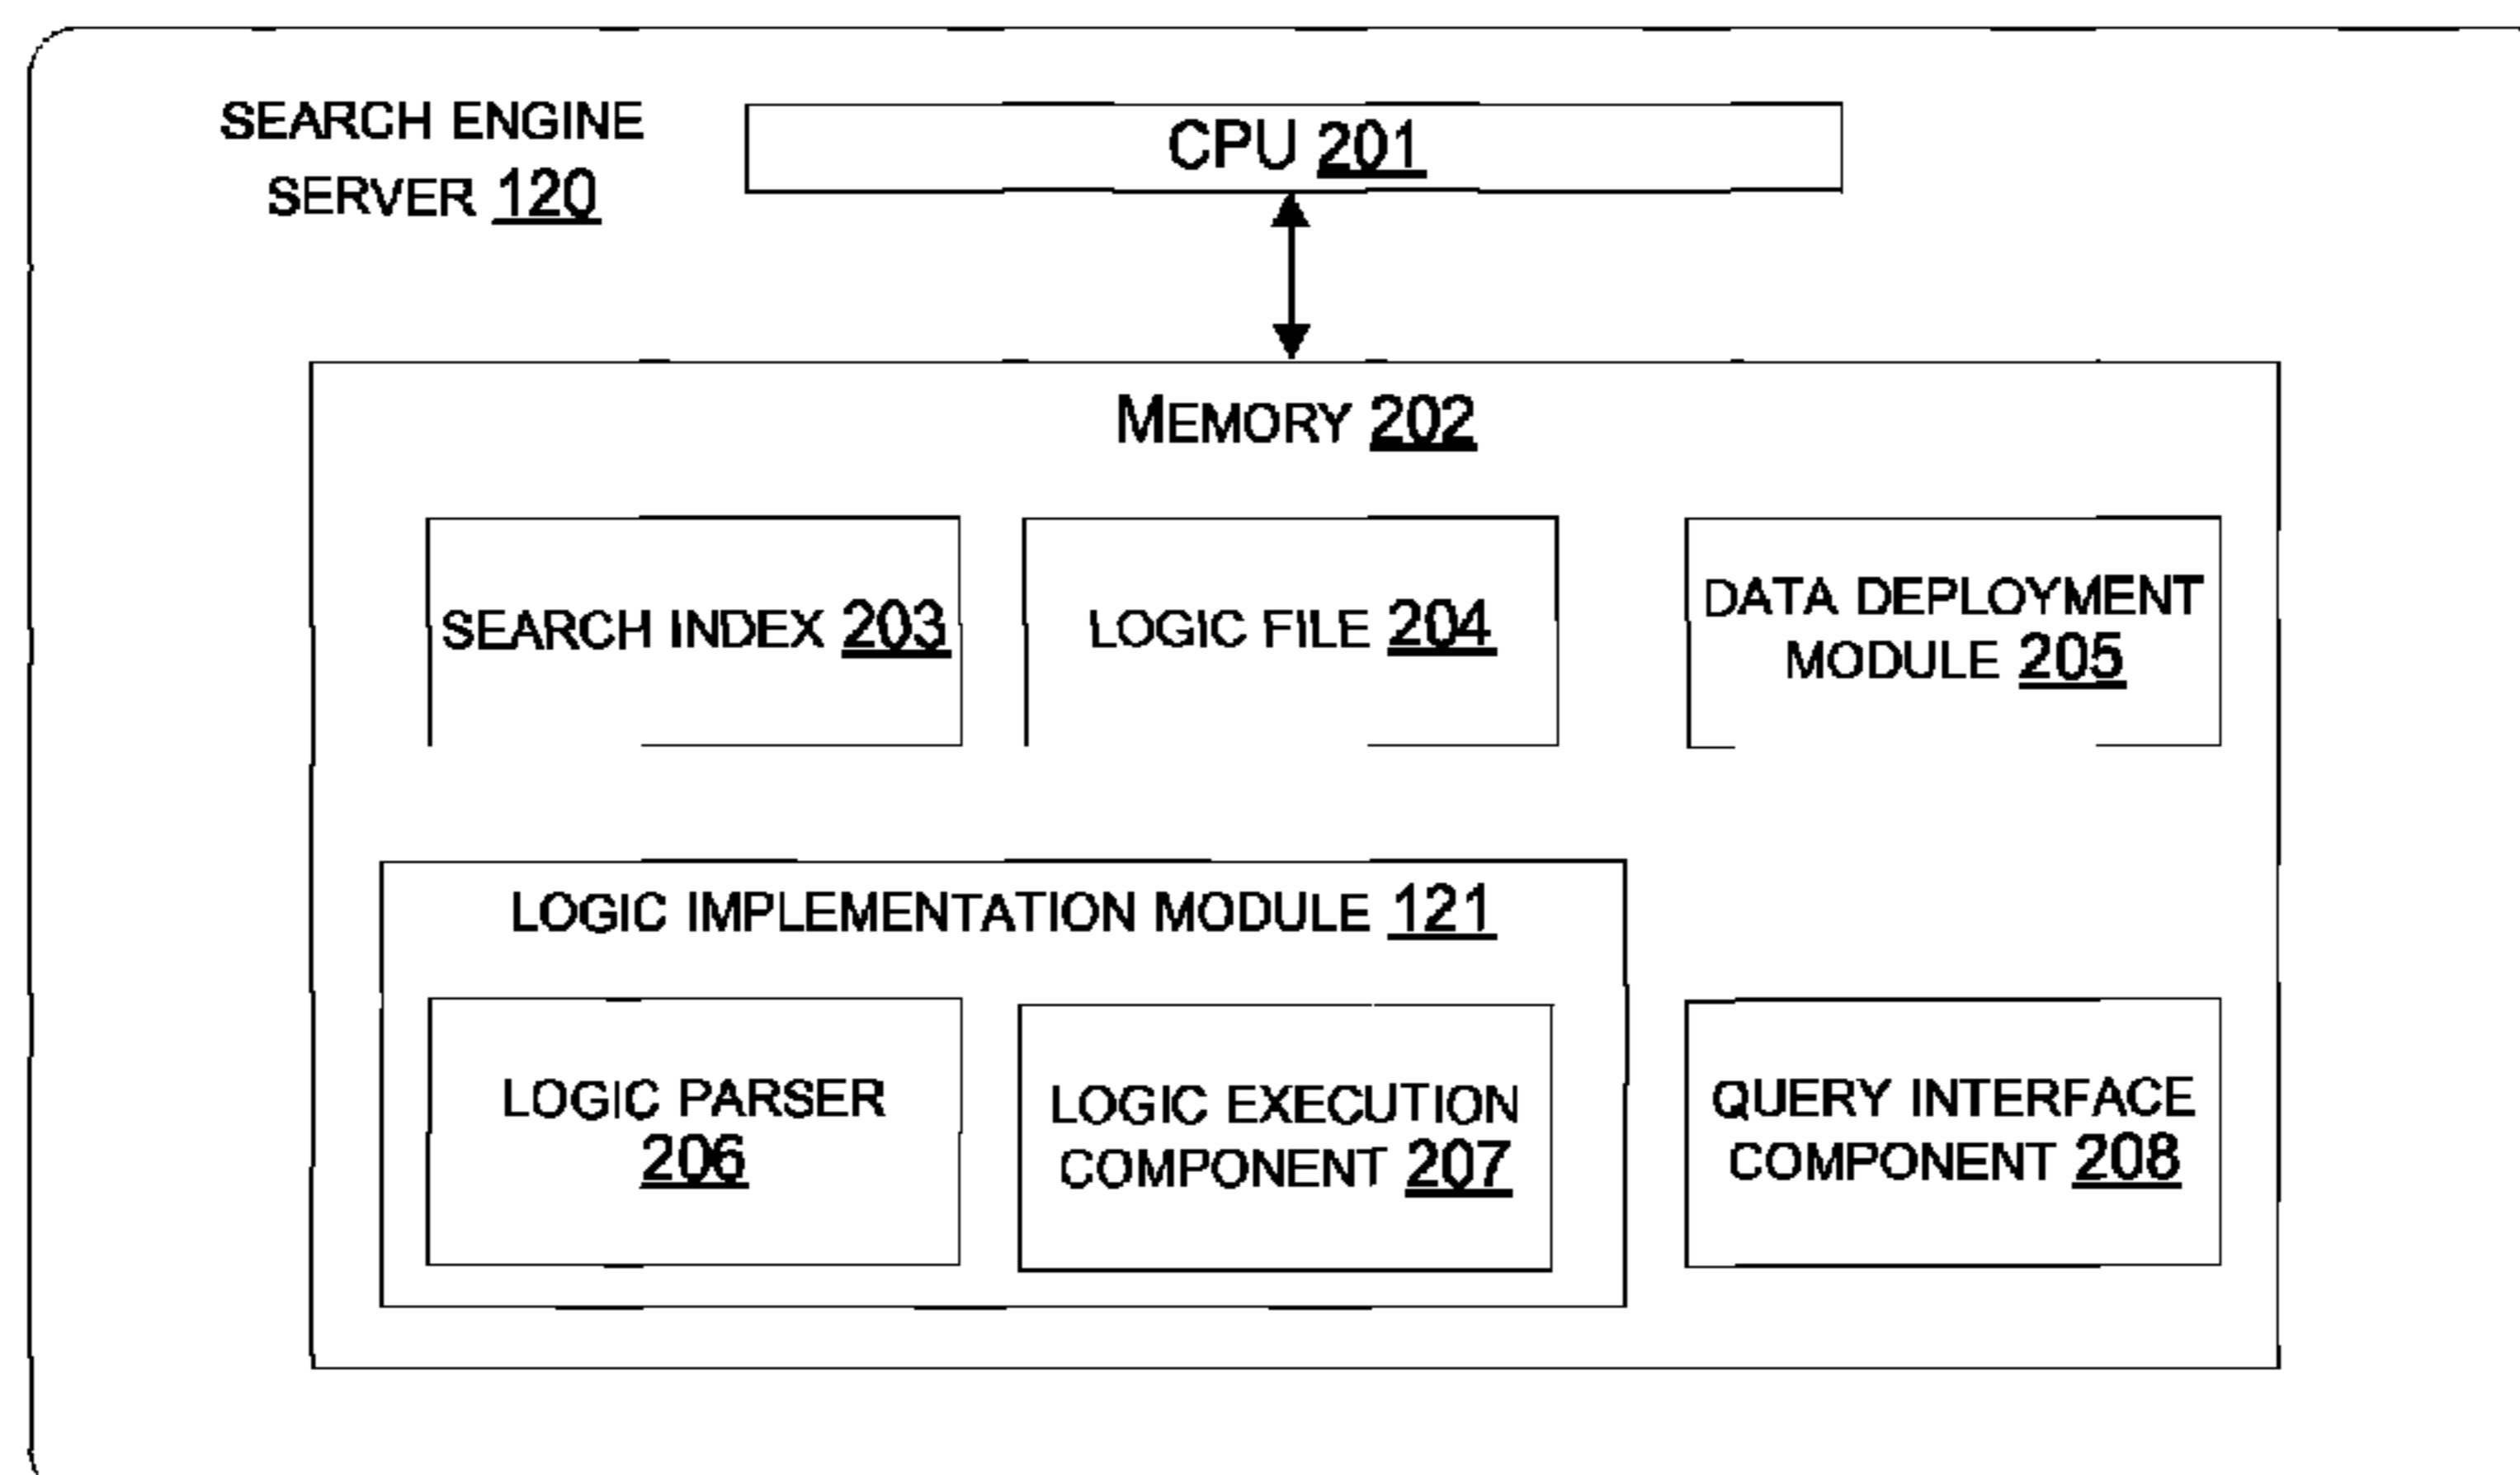 SEARCH ENGINE
SERVER 120
CPU 201
MEMORY 202
SEARCH INDEX 203
LOGIC FILE 204
DATA DEPLOYMENT
MODULE 205
LOGIC IMPLEMENTATION MODULE 121
LOGIC PARSER
206
LOGIC EXECUTION
COMPONENT 207
QUERY INTERFACE
COMPONENT 208